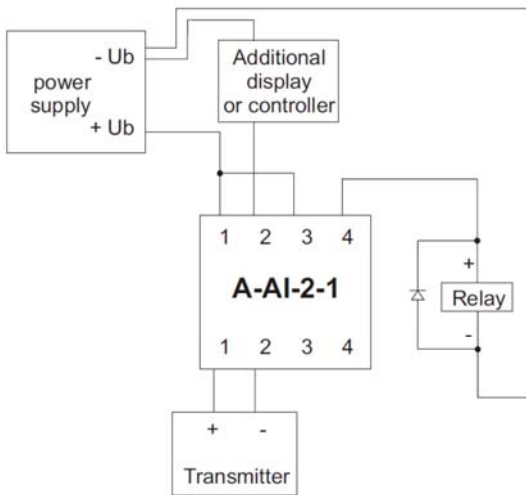 - Ub
power
supply
+ Ub
Additional
display
or controller
1 2 3 4
A-AI-2-1
1 2 3 4
+
Relay
-
+ -
Transmitter